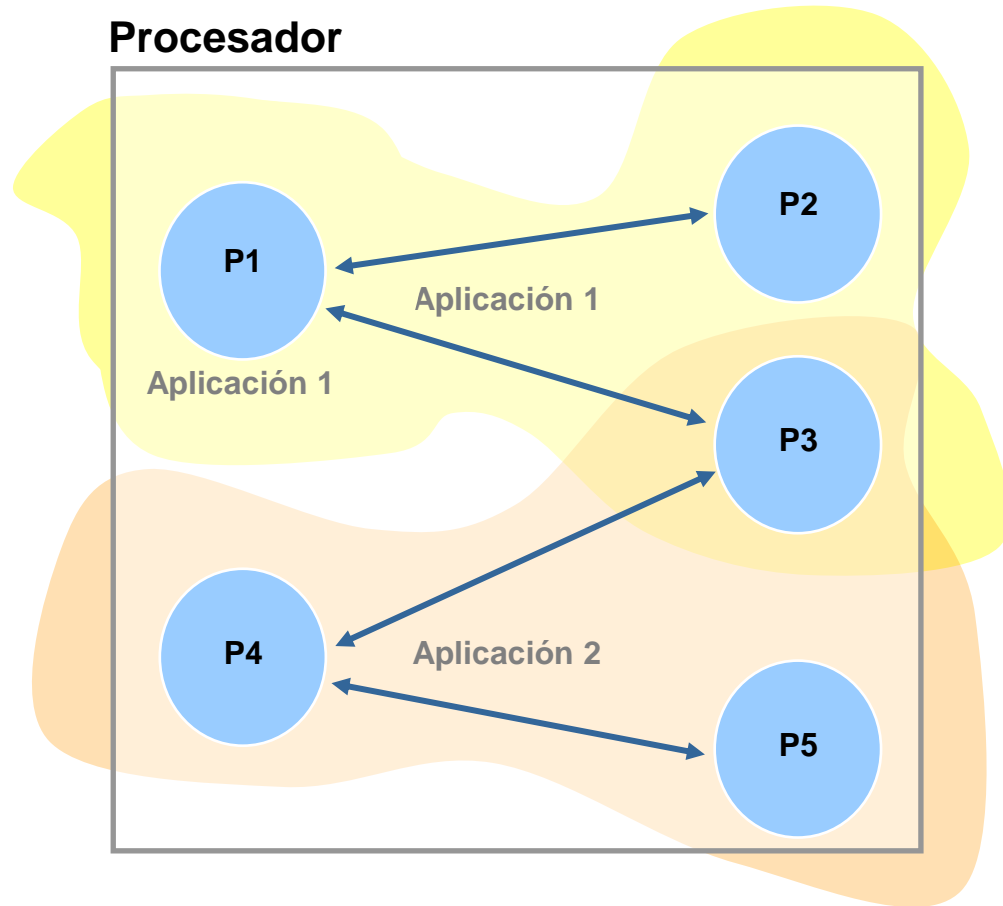 Procesador
P2
P1
Aplicación 1
Aplicación 1
P3
P4
Aplicación 2
P5